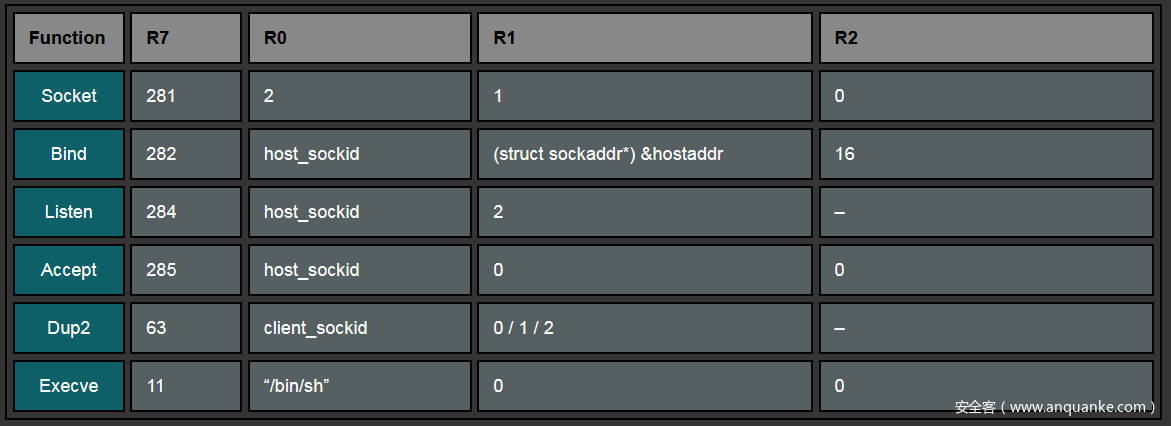 Function R7 R0 R1 R2
Socket 281 2 1 0
Bind 282 host_sockid (struct sockaddr*) &hostaddr 16
Listen 284 host_sockid 2 –
Accept 285 host_sockid 0 0
Dup2 63 client_sockid 0 / 1 / 2 –
Execve 11 “/bin/sh” 0 0
安全客（www.anquanke.com）